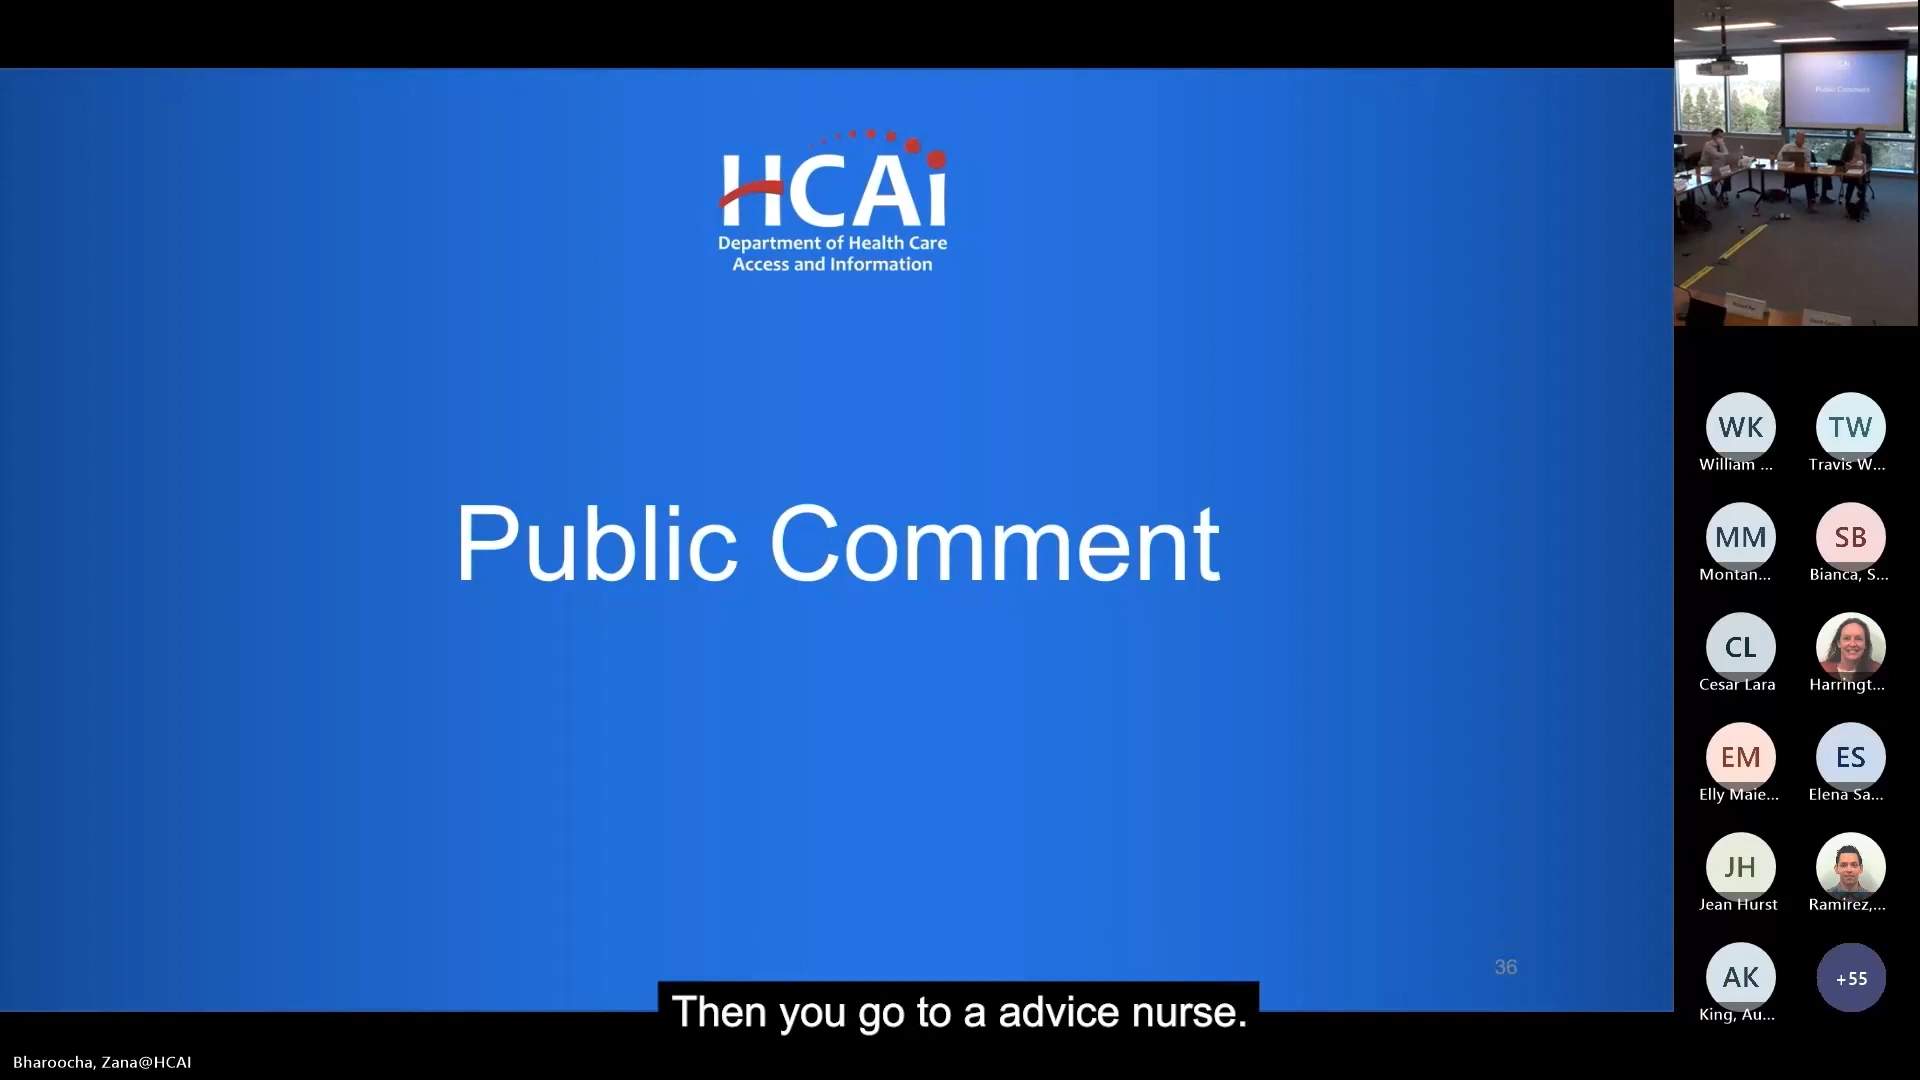 HCAi
Department of Health Care
Access and Information
Public Comment
36
Then you go to a advice nurse.
Bharoocha, Zana@HCAI
Public Comment
WK
William ...
TW
Travis W...
MM
Montan...
SB
Bianca, S...
CL
Cesar Lara
Harringt...
EM
Elly Maie...
ES
Elena Sa...
JH
Jean Hurst
Ramirez,...
AK
King, Au...
+55